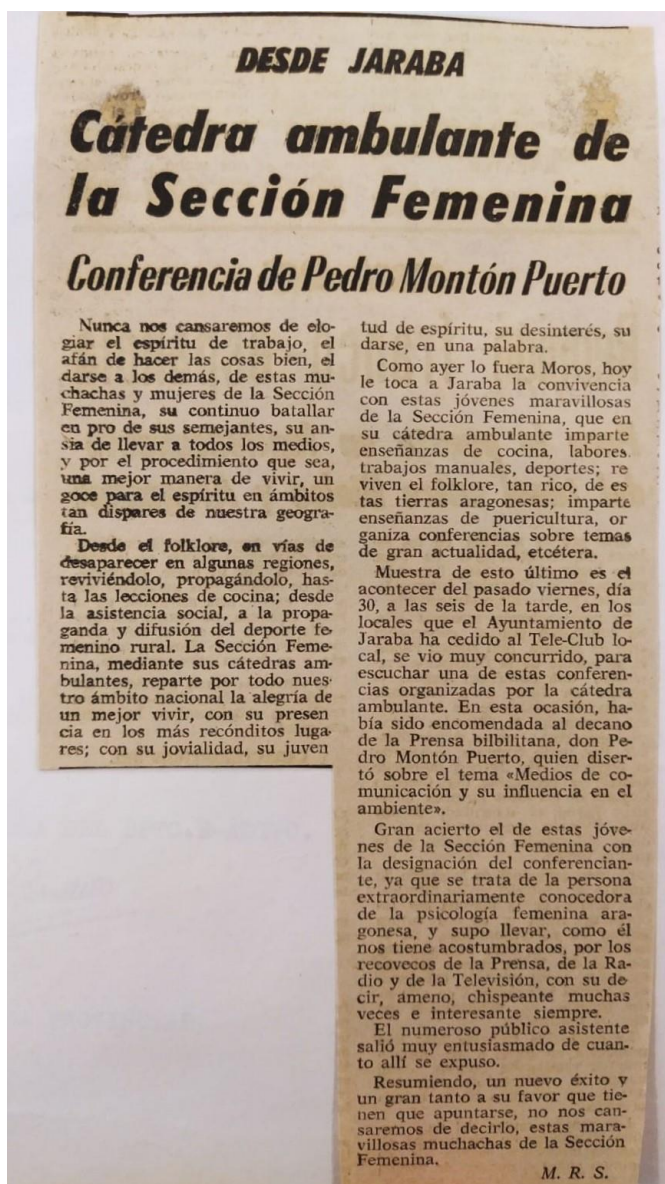 DESDE JARABA
Cátedra ambulante de
la Sección Femenina
Conferencia de Pedro Montón Puerto
Nunca nos cansaremos de elo-
giar el espíritu de trabajo, el
afán de hacer las cosas bien, el
darse a los demás, de estas mu-
chachas y mujeres de la Sección
Femenina, su continuo batallar
en pro de sus semejantes, su an-
sia de llevar a todos los medios,
y por el procedimiento que sea,
una mejor manera de vivir, un
goce para el espíritu en ámbitos
tan dispares de nuestra geogra-
fía.
Desde el folklore, en vías de
desaparecer en algunas regiones,
reviviéndolo, propagándolo, has-
ta las lecciones de cocina; desde
la asistencia social, a la propa-
ganda y difusión del deporte fe-
menino rural. La Sección Feme-
nina, mediante sus cátedras am-
bulantes, reparte por todo nues-
tro ámbito nacional la alegría de
un mejor vivir, con su presen
cia en los más recónditos luga-
res; con su jovialidad, su juven
tud de espíritu, su desinterés, su
darse, en una palabra.
Como ayer lo fuera Moros, hoy
le toca a Jaraba la convivencia
con estas jóvenes maravillosas
de la Sección Femenina, que en
su cátedra ambulante imparte
enseñanzas de cocina, labores,
trabajos manuales, deportes; re
viven el folklore, tan rico, de es
tas tierras aragonesas; imparte
enseñanzas de puericultura, or
ganiza conferencias sobre temas
de gran actualidad, etcétera.
Muestra de esto último es el
acontecer del pasado viernes, día
30, a las seis de la tarde, en los
locales que el Ayuntamiento de
Jaraba ha cedido al Tele-Club lo-
cal, se vio muy concurrido, para
escuchar una de estas conferen-
cias organizadas por la cátedra
ambulante. En esta ocasión, ha-
bía sido encomendada al decano
de la Prensa bilbilitana, don Pe-
dro Montón Puerto, quien diser-
tó sobre el tema «Medios de co-
municación y su influencia en el
ambiente».
Gran acierto el de estas jóve-
nes de la Sección Femenina con
la designación del conferencian-
te, ya que se trata de la persona
extraordinariamente conocedora
de la psicología femenina ara-
gonesa, y supo llevar, como él
nos tiene acostumbrados, por los
recovecos de la Prensa, de la Ra-
dio y de la Televisión, con su de-
cir, ameno, chispeante muchas
veces e interesante siempre.
El numeroso público asistente
salió muy entusiasmado de cuan-
to allí se expuso.
Resumiendo, un nuevo éxito y
un gran tanto a su favor que tie-
nen que apuntarse, no nos can-
saremos de decirlo, estas mara-
villosas muchachas de la Sección
Femenina.
M. R. S.